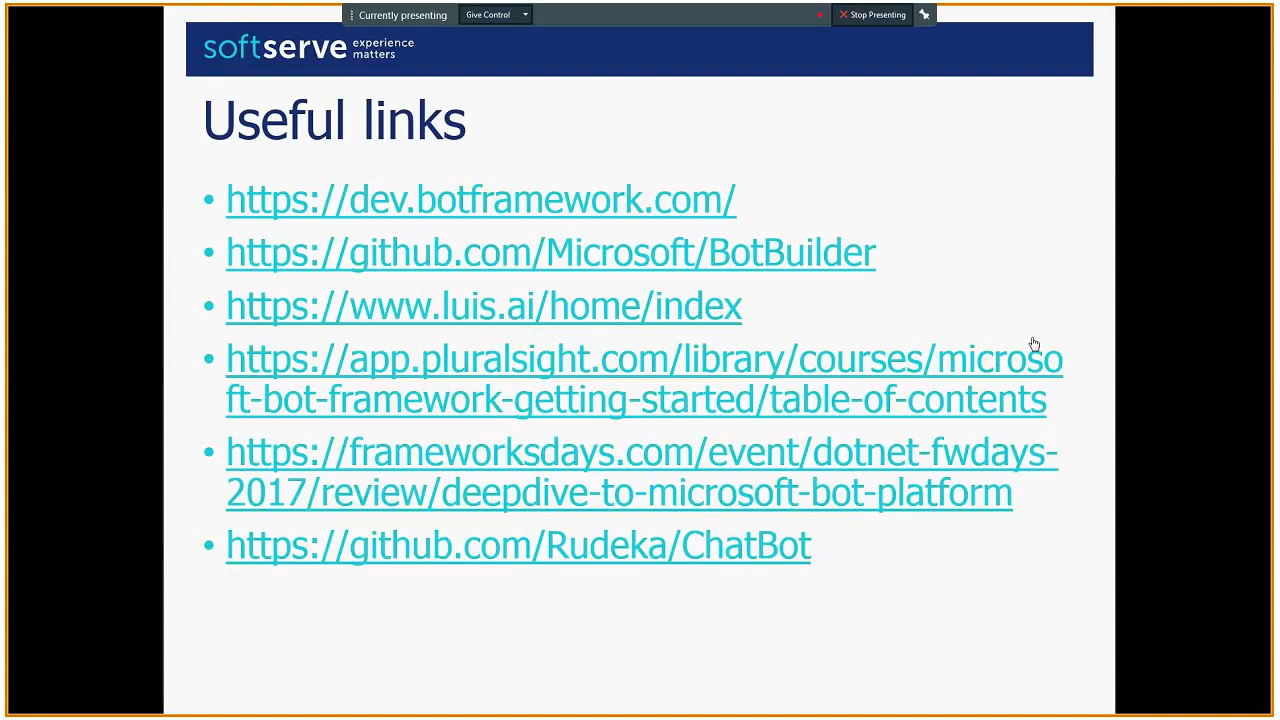 Currently presenting
Give Control
Stop Presenting
softserve experience
matters
Useful links
• https://dev.botframework.com/
• https://github.com/Microsoft/BotBuilder
• https://www.luis.ai/home/index
• https://app.pluralsight.com/library/courses/microso
ft-bot-framework-getting-started/table-of-contents
• https://frameworksdays.com/event/dotnet-fwdays-
2017/review/deepdive-to-microsoft-bot-platform
• https://github.com/Rudeka/ChatBot